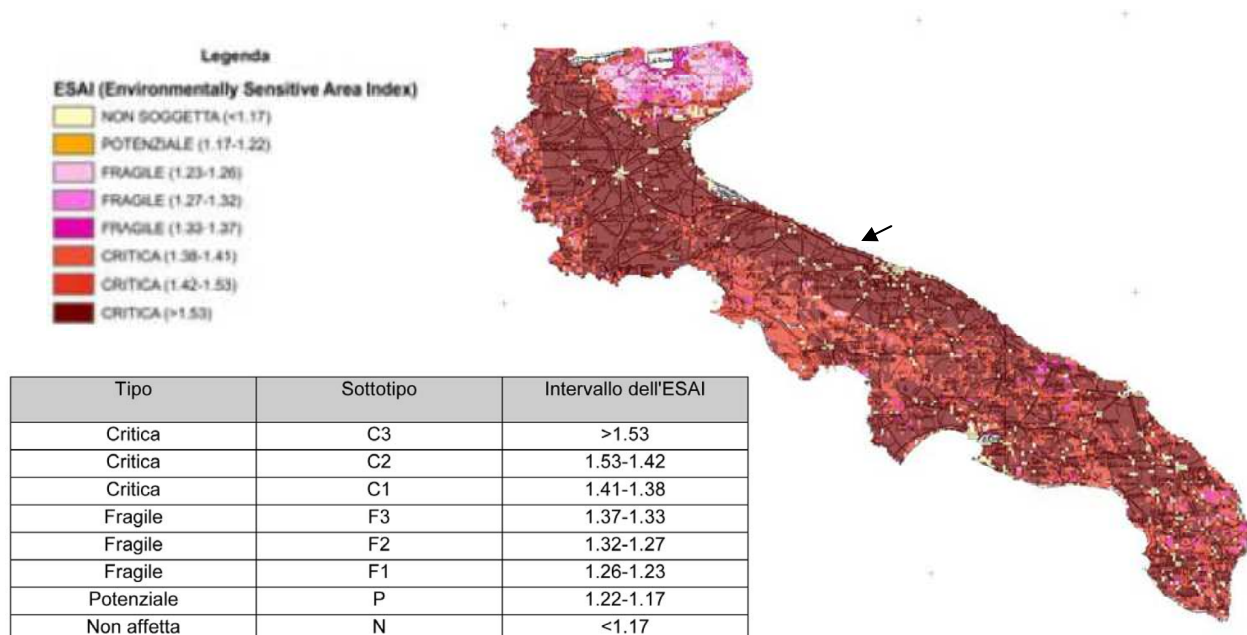 Legenda
ESAI (Environmentally Sensitive Area Index)
NON SOGGETTA (<1.17)
POTENZIALE (1.17-1.22)
FRAGILE (1.23-1.26)
FRAGILE (1.27-1.32)
FRAGILE (1.33-1.37)
CRITICA (1.38-1.41)
CRITICA (1.42-1.53)
CRITICA (>1.53)
Tipo Sottotipo Intervallo dell'ESAI
Critica C3 >1.53
Critica C2 1.53-1.42
Critica C1 1.41-1.38
Fragile F3 1.37-1.33
Fragile F2 1.32-1.27
Fragile F1 1.26-1.23
Potenziale P 1.22-1.17
Non affetta N <1.17